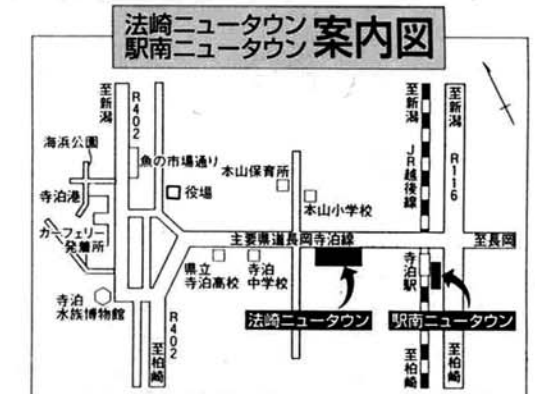 法崎ニュータウン
駅南ニュータウン
案内図
至新潟
R402
海浜公園
魚の市場通り
役場
寺泊港
カーフェリー
発着所
寺泊
水族博物館
R402
至柏崎
本山保育所
本山小学校
主要県道長岡寺泊線
県立
寺泊高校
寺泊
中学校
法崎ニュータウン
至新潟
JR越後線
至新潟
R116
至長岡
寺泊駅
駅南ニュータウン
至柏崎
至柏崎